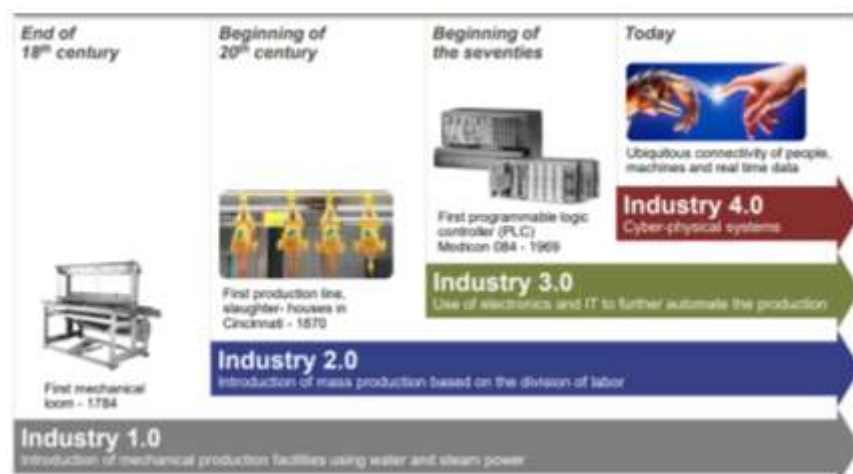 End of
18th century
Beginning of
20th century
Beginning of
the seventies
Today
Ubiquitous connectivity of people,
machines and real time data
Industry 4.0
Cyber-physical systems
First programmable logic
controller (PLC)
Modicon 084 - 1969
Industry 3.0
Use of electronics and IT to further automate the production
First production line,
slaughter- houses in
Cincinnati - 1870
Industry 2.0
Introduction of mass production based on the division of labor
First mechanical
loom - 1784
Industry 1.0
Introduction of mechanical production facilities using water and steam power